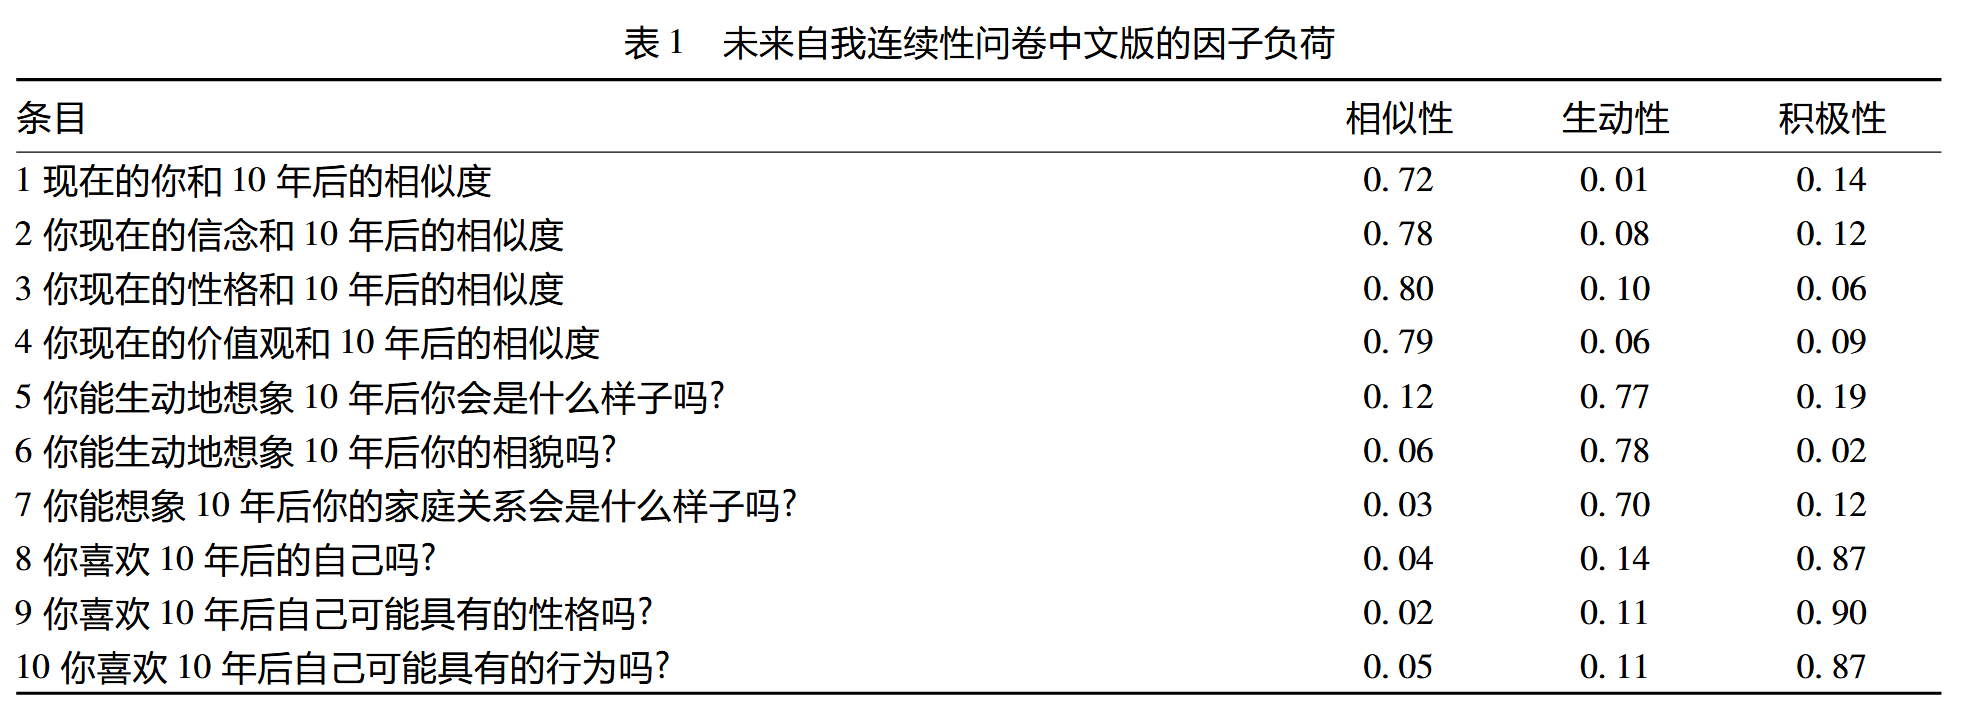 表 1　未来自我连续性问卷中文版的因子负荷
条目 相似性 生动性 积极性
1 现在的你和 10 年后的相似度 0. 72 0. 01 0. 14
2 你现在的信念和 10 年后的相似度 0. 78 0. 08 0. 12
3 你现在的性格和 10 年后的相似度 0. 80 0. 10 0. 06
4 你现在的价值观和 10 年后的相似度 0. 79 0. 06 0. 09
5 你能生动地想象 10 年后你会是什么样子吗? 0. 12 0. 77 0. 19
6 你能生动地想象 10 年后你的相貌吗? 0. 06 0. 78 0. 02
7 你能想象 10 年后你的家庭关系会是什么样子吗? 0. 03 0. 70 0. 12
8 你喜欢 10 年后的自己吗? 0. 04 0. 14 0. 87
9 你喜欢 10 年后自己可能具有的性格吗? 0. 02 0. 11 0. 90
10 你喜欢 10 年后自己可能具有的行为吗? 0. 05 0. 11 0. 87